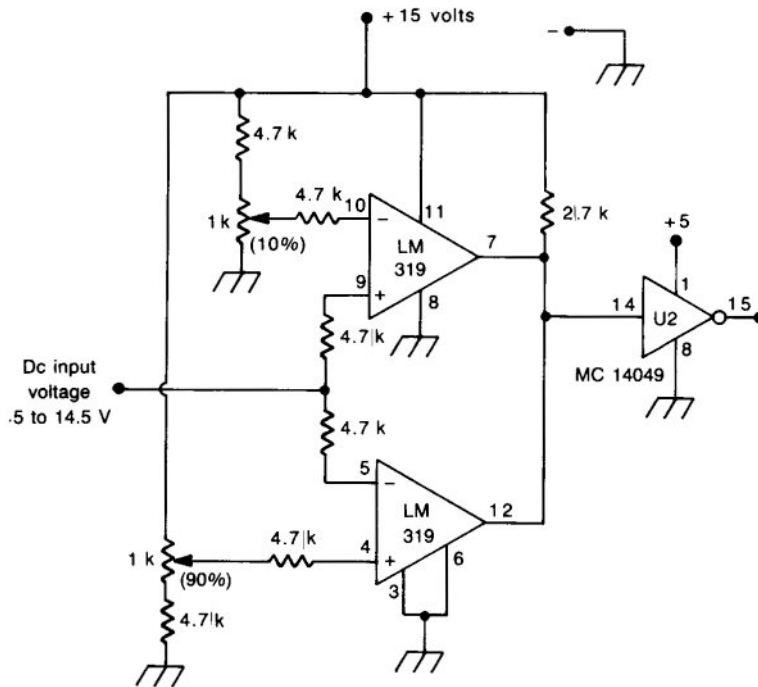 + 15 volts
–
4.7 k
4.7 k
1 k
(10%)
10
–
11
LM
319
7
2.7 k
+5
9
+
8
14
1
U2
15
8
MC 14049
4.7 k
Dc input
voltage
.5 to 14.5 V
4.7 k
5
–
LM
319
12
1 k
(90%)
4.7 k
4
+
6
3
4.7 k